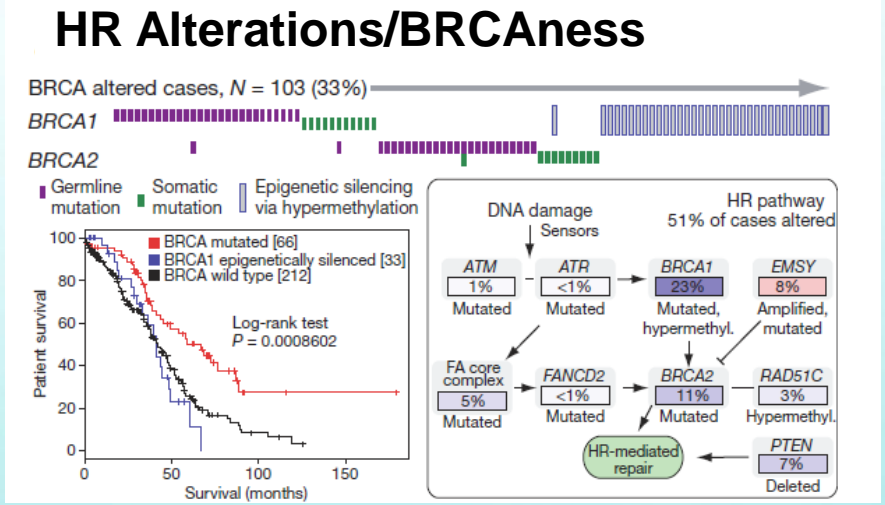 HR Alterations/BRCAness
BRCA altered cases, N = 103 (33%)
BRCA1
BRCA2
Germline mutation
Somatic mutation
Epigenetic silencing via hypermethylation
BRCA mutated [66]
BRCA1 epigenetically silenced [33]
BRCA wild type [212]
Log-rank test
P = 0.0008602
Patient survival
100
80
60
40
20
0
0 50 100 150
Survival (months)
DNA damage
Sensors
HR pathway
51% of cases altered
ATM
1%
Mutated
ATR
<1%
Mutated
BRCA1
23%
Mutated,
hypermethyl.
EMSY
8%
Amplified,
mutated
FA core
complex
5%
Mutated
FANCD2
<1%
Mutated
BRCA2
11%
Mutated
RAD51C
3%
Hypermethyl.
HR-mediated
repair
PTEN
7%
Deleted